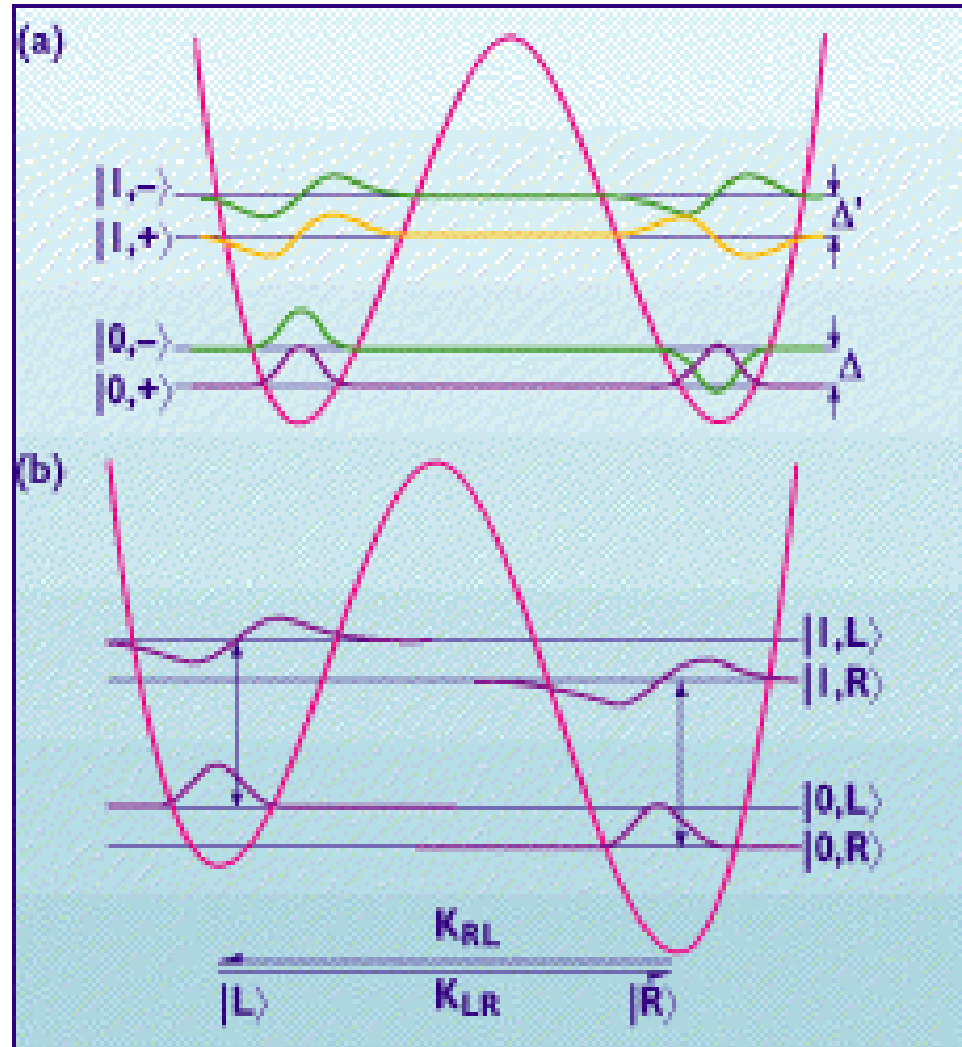 (a)
|1,−⟩
Δ'
|1,+⟩
|0,−⟩
Δ
|0,+⟩
(b)
|1,L⟩
|1,R⟩
|0,L⟩
|0,R⟩
K_RL
|L⟩ K_LR |R⟩